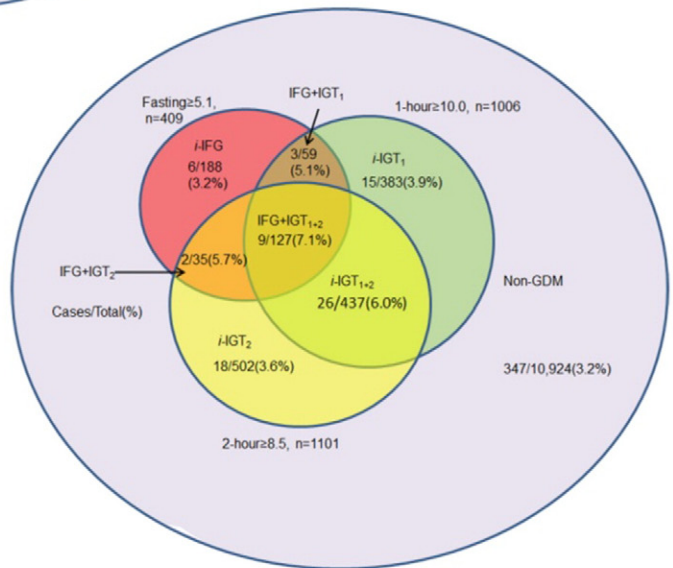 IFG+IGT1
Fasting≥5.1,
n=409
1-hour≥10.0, n=1006
i-IFG
6/188
(3.2%)
3/59
(5.1%)
i-IGT1
15/383(3.9%)
IFG+IGT1+2
9/127(7.1%)
2/35(5.7%)
IFG+IGT2
i-IGT1+2
26/437(6.0%)
Non-GDM
Cases/Total(%)
i-IGT2
18/502(3.6%)
347/10,924(3.2%)
2-hour≥8.5, n=1101